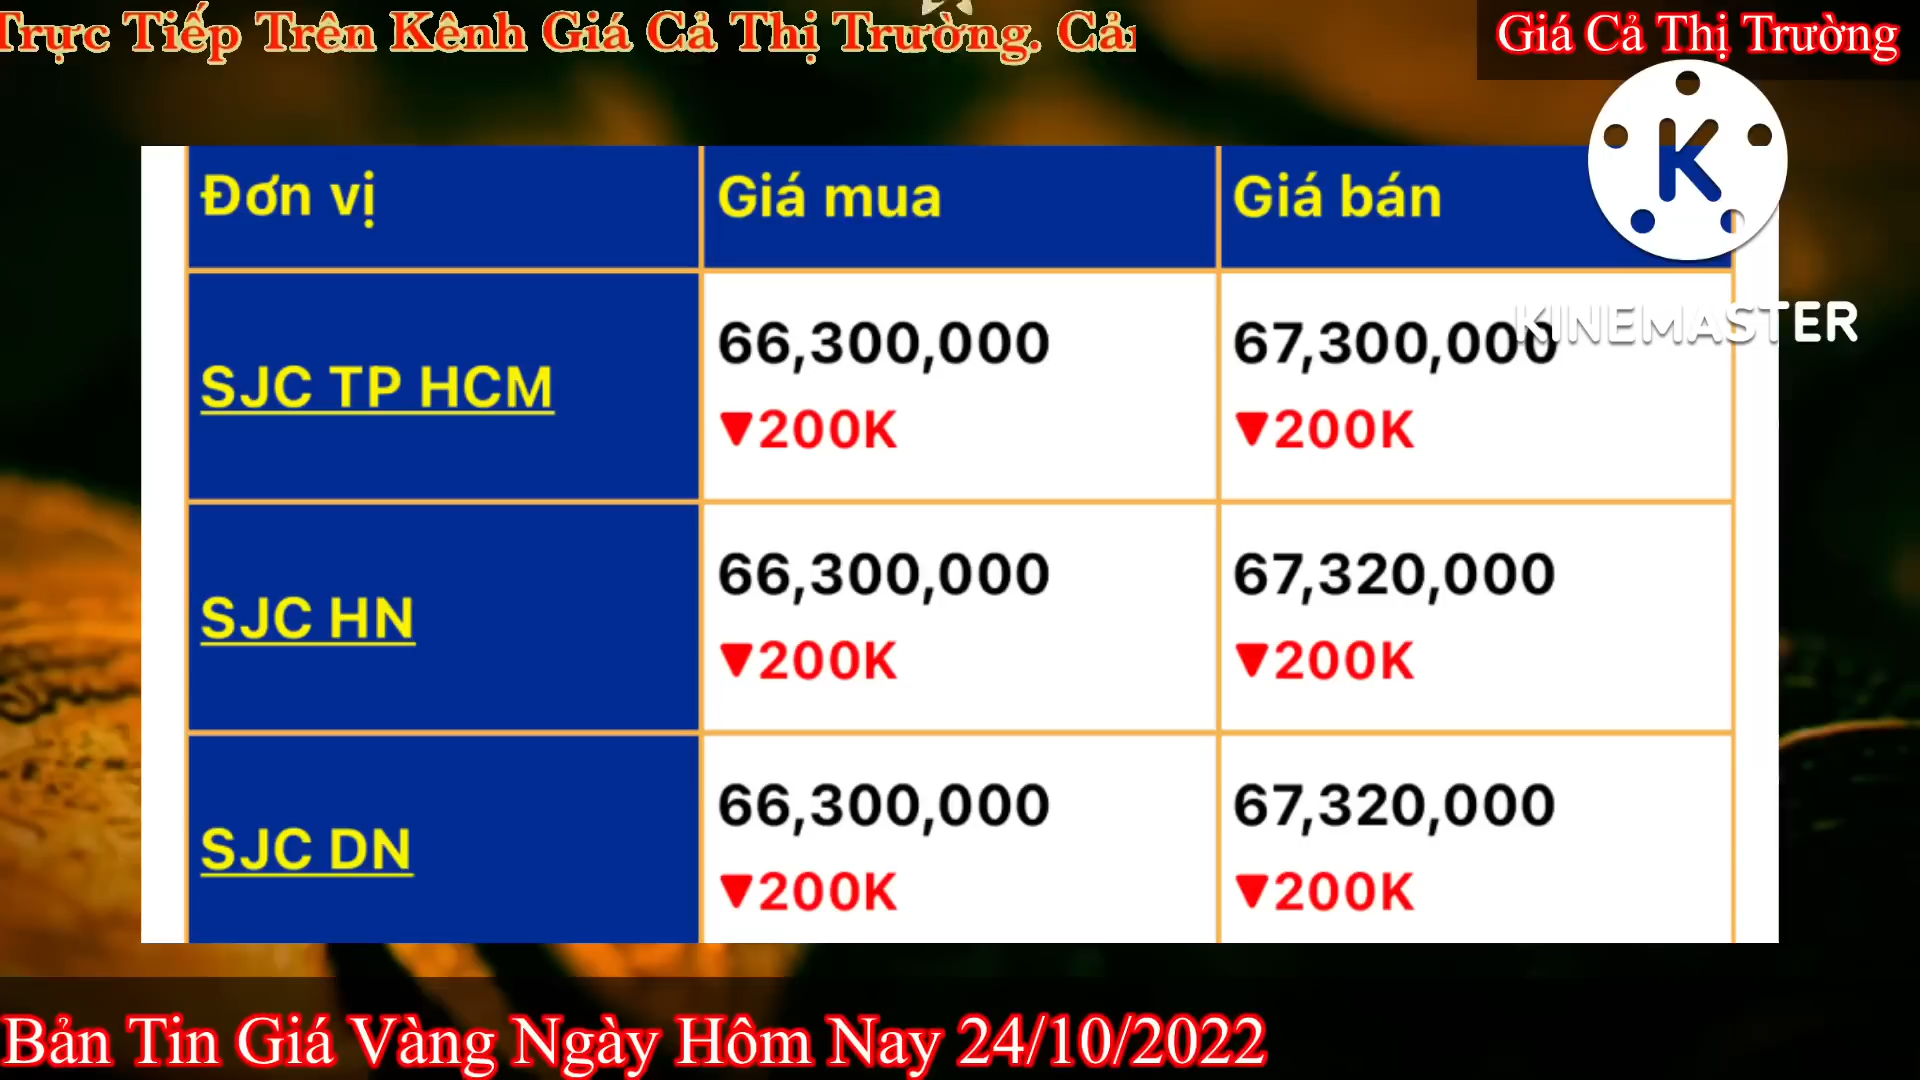 Trực Tiếp Trên Kênh Giá Cả Thị Trường.
Giá Cả Thị Trường
K
KINEMASTER
Đơn vị Giá mua Giá bán
SJC TP HCM 66,300,000 67,300,000
▼200K ▼200K
SJC HN 66,300,000 67,320,000
▼200K ▼200K
SJC DN 66,300,000 67,320,000
▼200K ▼200K
Bản Tin Giá Vàng Ngày Hôm Nay 24/10/2022